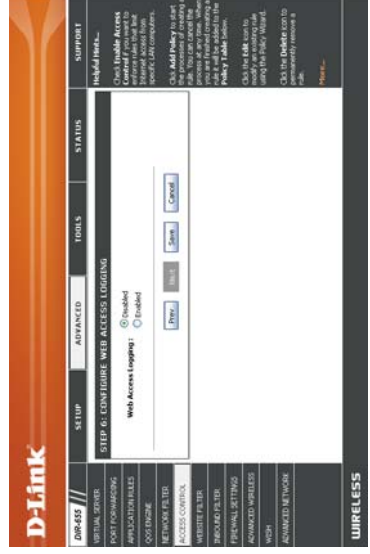 D-Link
DIR-655
SETUP
ADVANCED
TOOLS
STATUS
SUPPORT
VIRTUAL SERVER
PORT FORWARDING
APPLICATION RULES
QOS ENGINE
NETWORK FILTER
ACCESS CONTROL
WEBSITE FILTER
INBOUND FILTER
FIREWALL SETTINGS
ADVANCED WIRELESS
WISH
ADVANCED NETWORK
STEP 6: CONFIGURE WEB ACCESS LOGGING
Web Access Logging :
Disabled
Enabled
Prev
Next
Save
Cancel
Helpful Hints...
Check Enable Access
Control if you want to
enforce rules that limit
Internet access from
specific LAN computers.
Click Add Policy to start
the processes of creating a
rule. You can cancel the
process at any time. When
you are finished creating a
rule it will be added to the
Policy Table below.
Click the Edit icon to
modify an existing rule
using the Policy Wizard.
Click the Delete icon to
permanently remove a
rule.
More...
WIRELESS